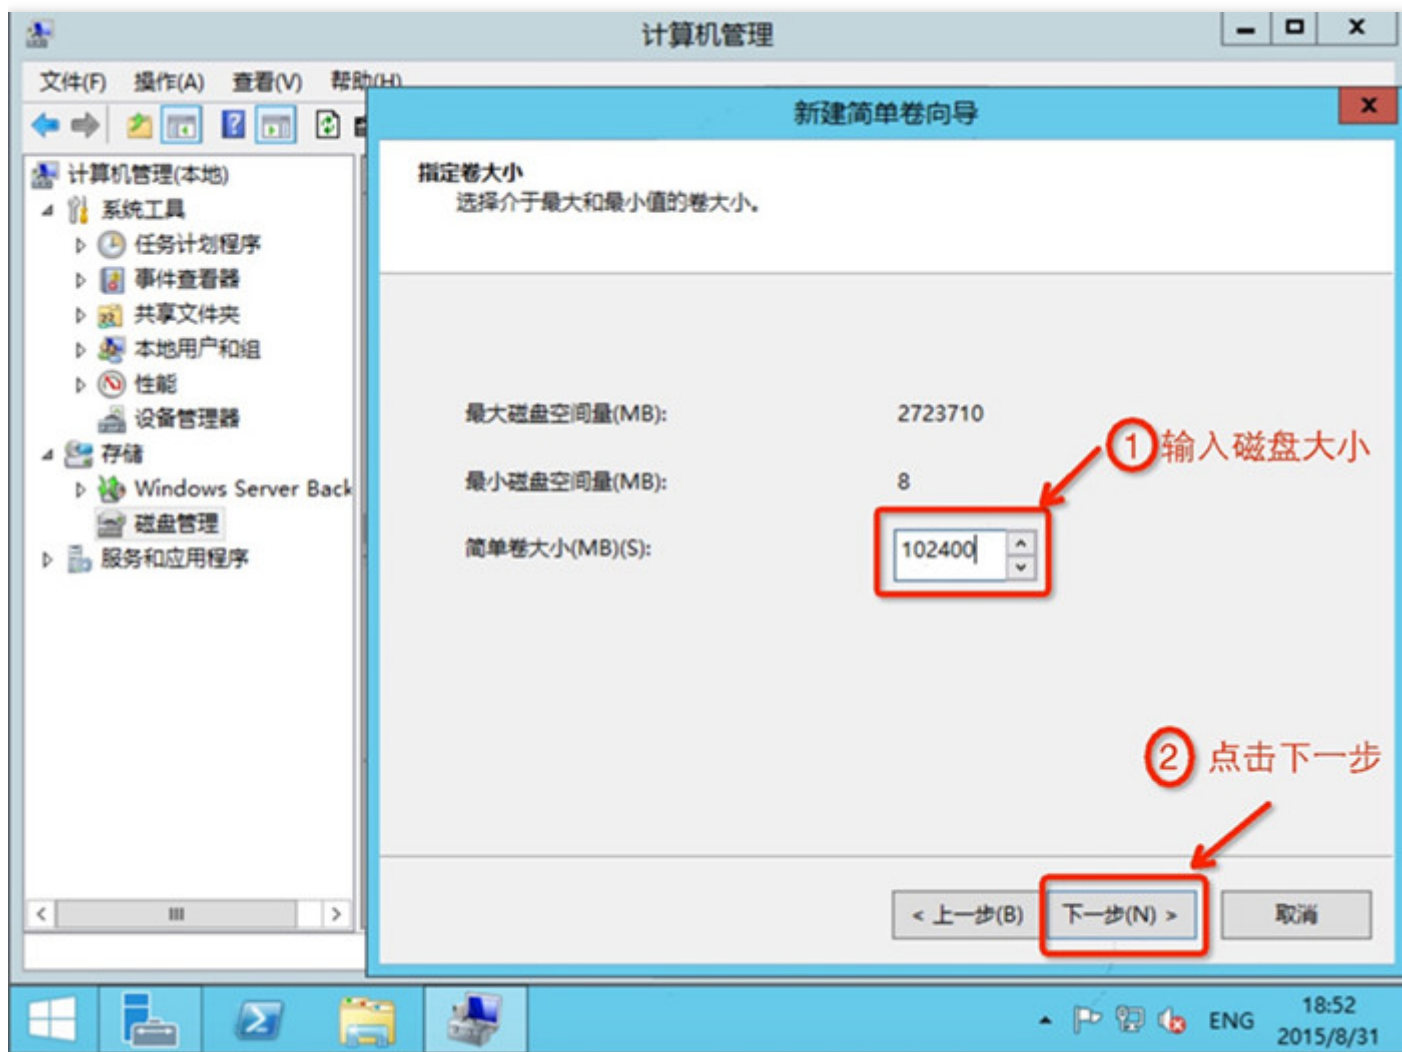 计算机管理
文件(F) 操作(A) 查看(V) 帮助(H)
新建简单卷向导
计算机管理(本地)
系统工具
任务计划程序
事件查看器
共享文件夹
本地用户和组
性能
设备管理器
存储
Windows Server Back
磁盘管理
服务和应用程序
指定卷大小
选择介于最大和最小值的卷大小。
最大磁盘空间量(MB): 2723710
最小磁盘空间量(MB): 8
简单卷大小(MB)(S): 102400
1 输入磁盘大小
2 点击下一步
< 上一步(B) 下一步(N) > 取消
ENG 18:52
2015/8/31